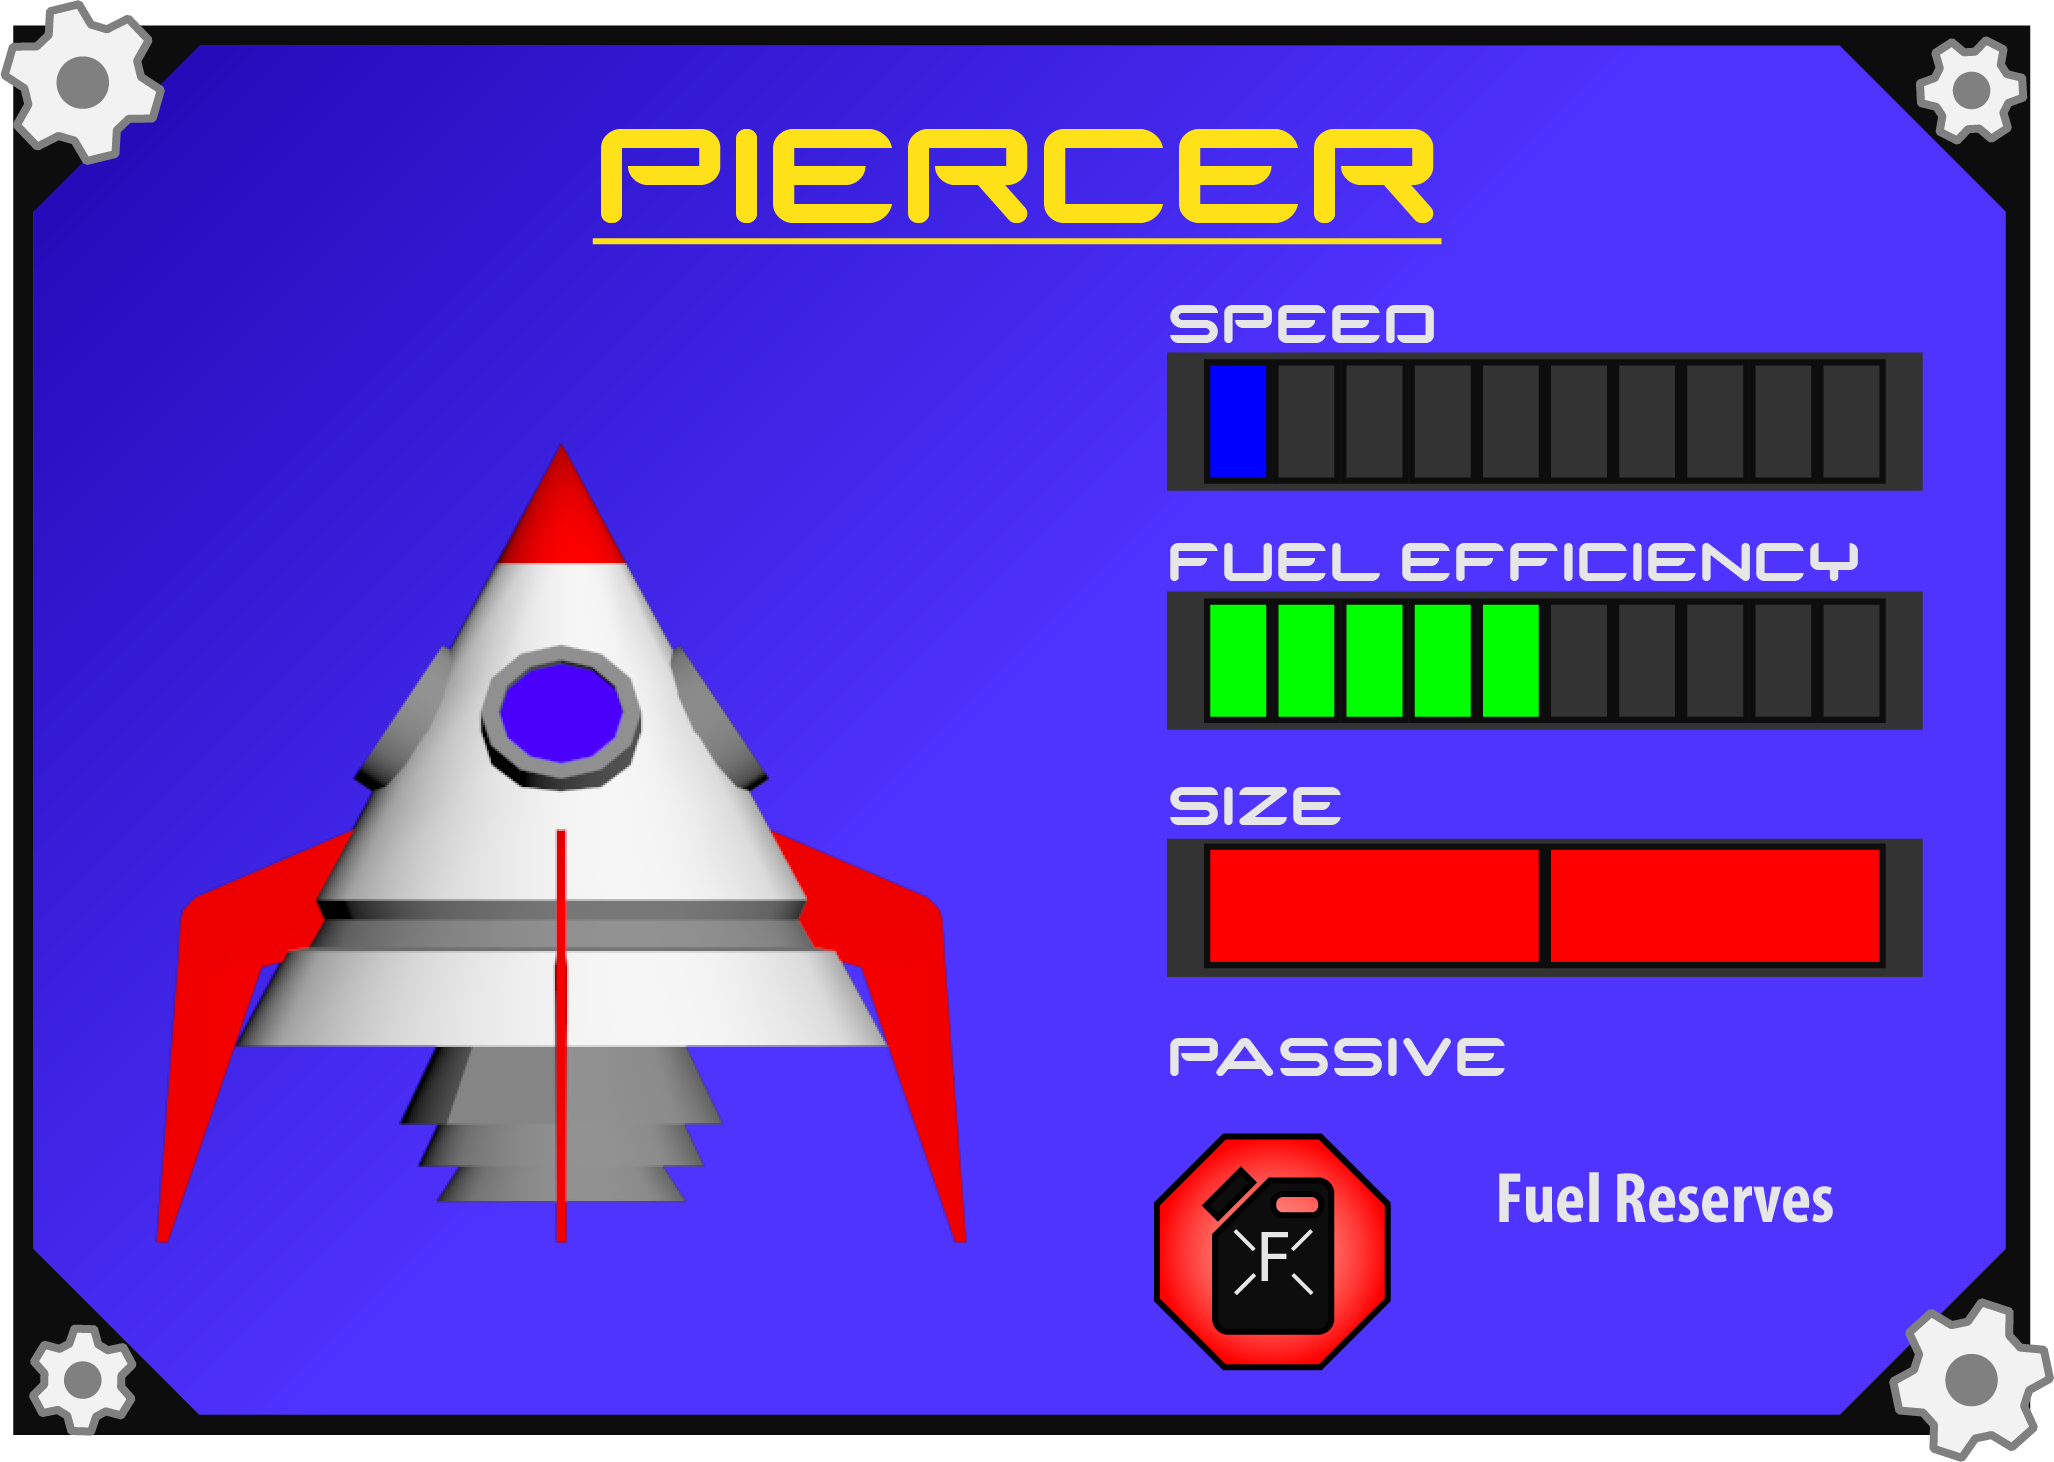 PIERCER
SPEED
FUEL EFFICIENCY
SIZE
PASSIVE
Fuel Reserves
F